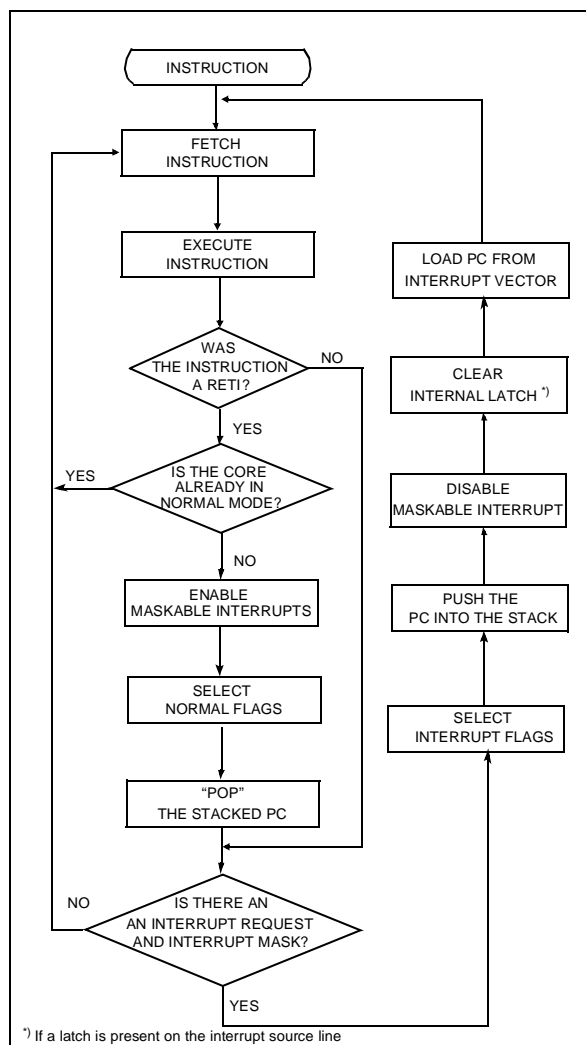 INSTRUCTION
FETCH
INSTRUCTION
EXECUTE
INSTRUCTION
WAS
THE INSTRUCTION
A RETI?
NO
YES
IS THE CORE
ALREADY IN
NORMAL MODE?
YES
NO
ENABLE
MASKABLE INTERRUPTS
SELECT
NORMAL FLAGS
“POP”
THE STACKED PC
IS THERE AN
AN INTERRUPT REQUEST
AND INTERRUPT MASK?
NO
YES
SELECT
INTERRUPT FLAGS
PUSH THE
PC INTO THE STACK
DISABLE
MASKABLE INTERRUPT
CLEAR
INTERNAL LATCH *)
LOAD PC FROM
INTERRUPT VECTOR
*) If a latch is present on the interrupt source line